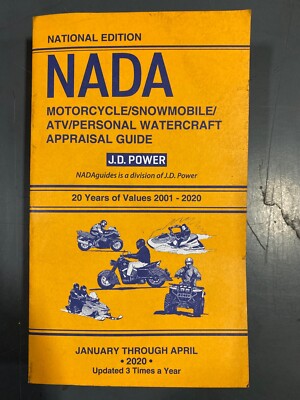 NATIONAL EDITION
NADA
MOTORCYCLE/SNOWMOBILE/
ATV/PERSONAL WATERCRAFT
APPRAISAL GUIDE
J.D. POWER
NADAguides is a division of J.D. Power
20 Years of Values 2001 - 2020
JANUARY THROUGH APRIL
• 2020 •
Updated 3 Times a Year